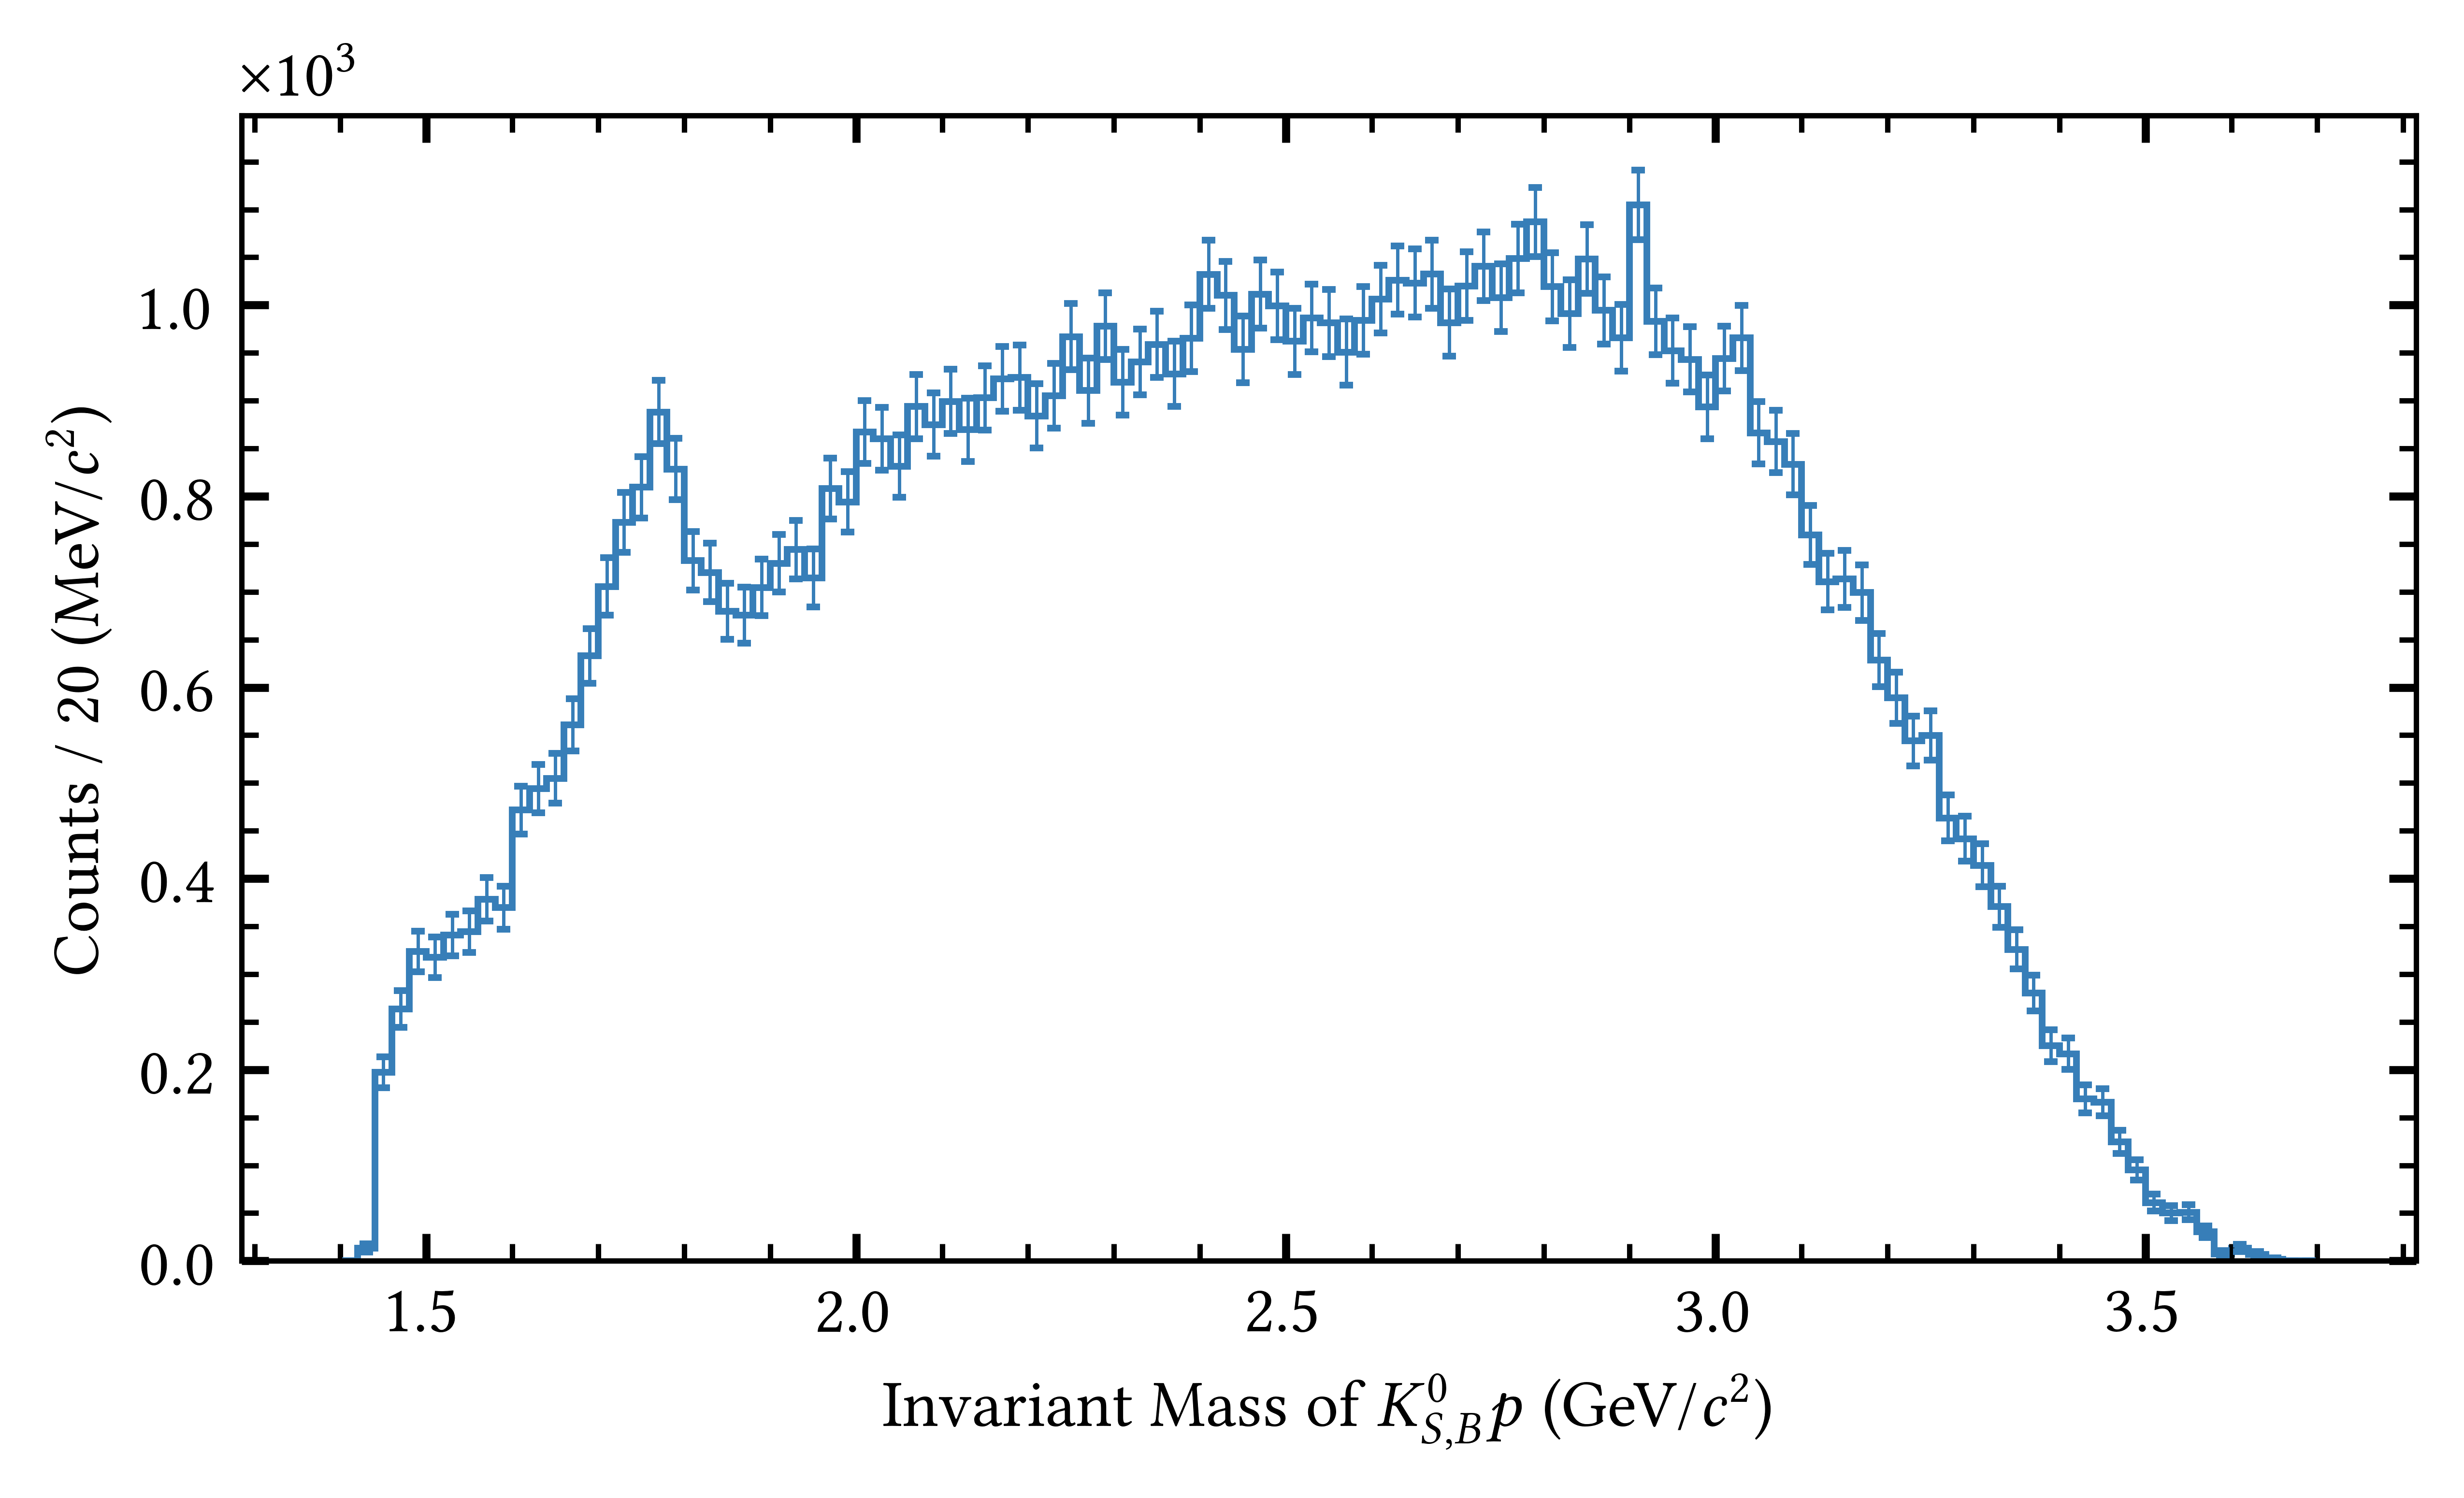 ×10³
Counts / 20 (MeV/c²)
1.0
0.8
0.6
0.4
0.2
0.0
1.5 2.0 2.5 3.0 3.5
Invariant Mass of K⁰_{S,B} p (GeV/c²)